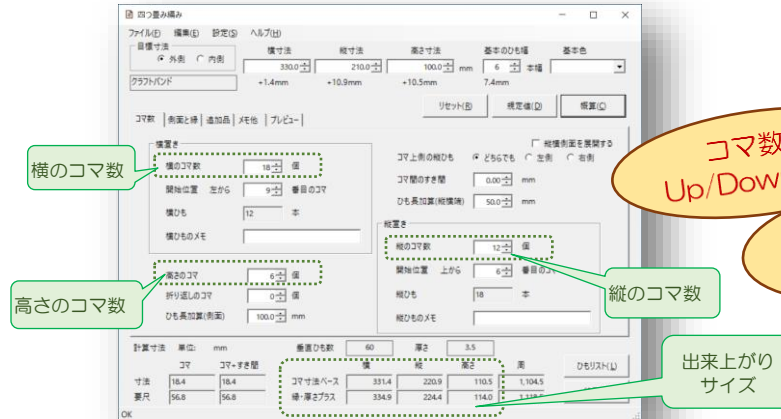 四つ畳み編み
ファイル(F) 編集(E) 設定(S) ヘルプ(H)
目標寸法
外側 内側
横寸法 縦寸法 高さ寸法 基本のひも幅 基本色
330.0 210.0 100.0 mm 6 本幅
クラフトバンド +1.4mm +10.9mm +10.5mm 7.4mm
リセット(R) 規定値(D) 概算(C)
コマ数 側面と縁 追加品 メモ他 プレビュー
横置き
横のコマ数 18 個
開始位置 左から 9 番目のコマ
横ひも 12 本
横ひものメモ
高さのコマ 6 個
折り返しのコマ 0 個
ひも長加算(側面) 100.0 mm
縦横側面を展開する
コマ上側の縦ひも どちらでも 左側 右側
コマ間のすき間 0.00 mm
ひも長加算(縦横端) 50.0 mm
縦置き
縦のコマ数 12 個
開始位置 上から 6 番目のコマ
縦ひも 18 本
縦ひものメモ
計算寸法 単位: mm 垂直ひも数 60 厚さ 3.5
コマ コマ+すき間 横 縦 高さ 周
寸法 18.4 18.4 コマ寸法ベース 331.4 220.9 110.5 1,104.5
要尺 56.8 56.8 縁・厚さプラス 334.9 224.4 114.0
ひもリスト(L)
OK
横のコマ数
高さのコマ数
縦のコマ数
出来上がり
サイズ
コマ数
Up/Dow